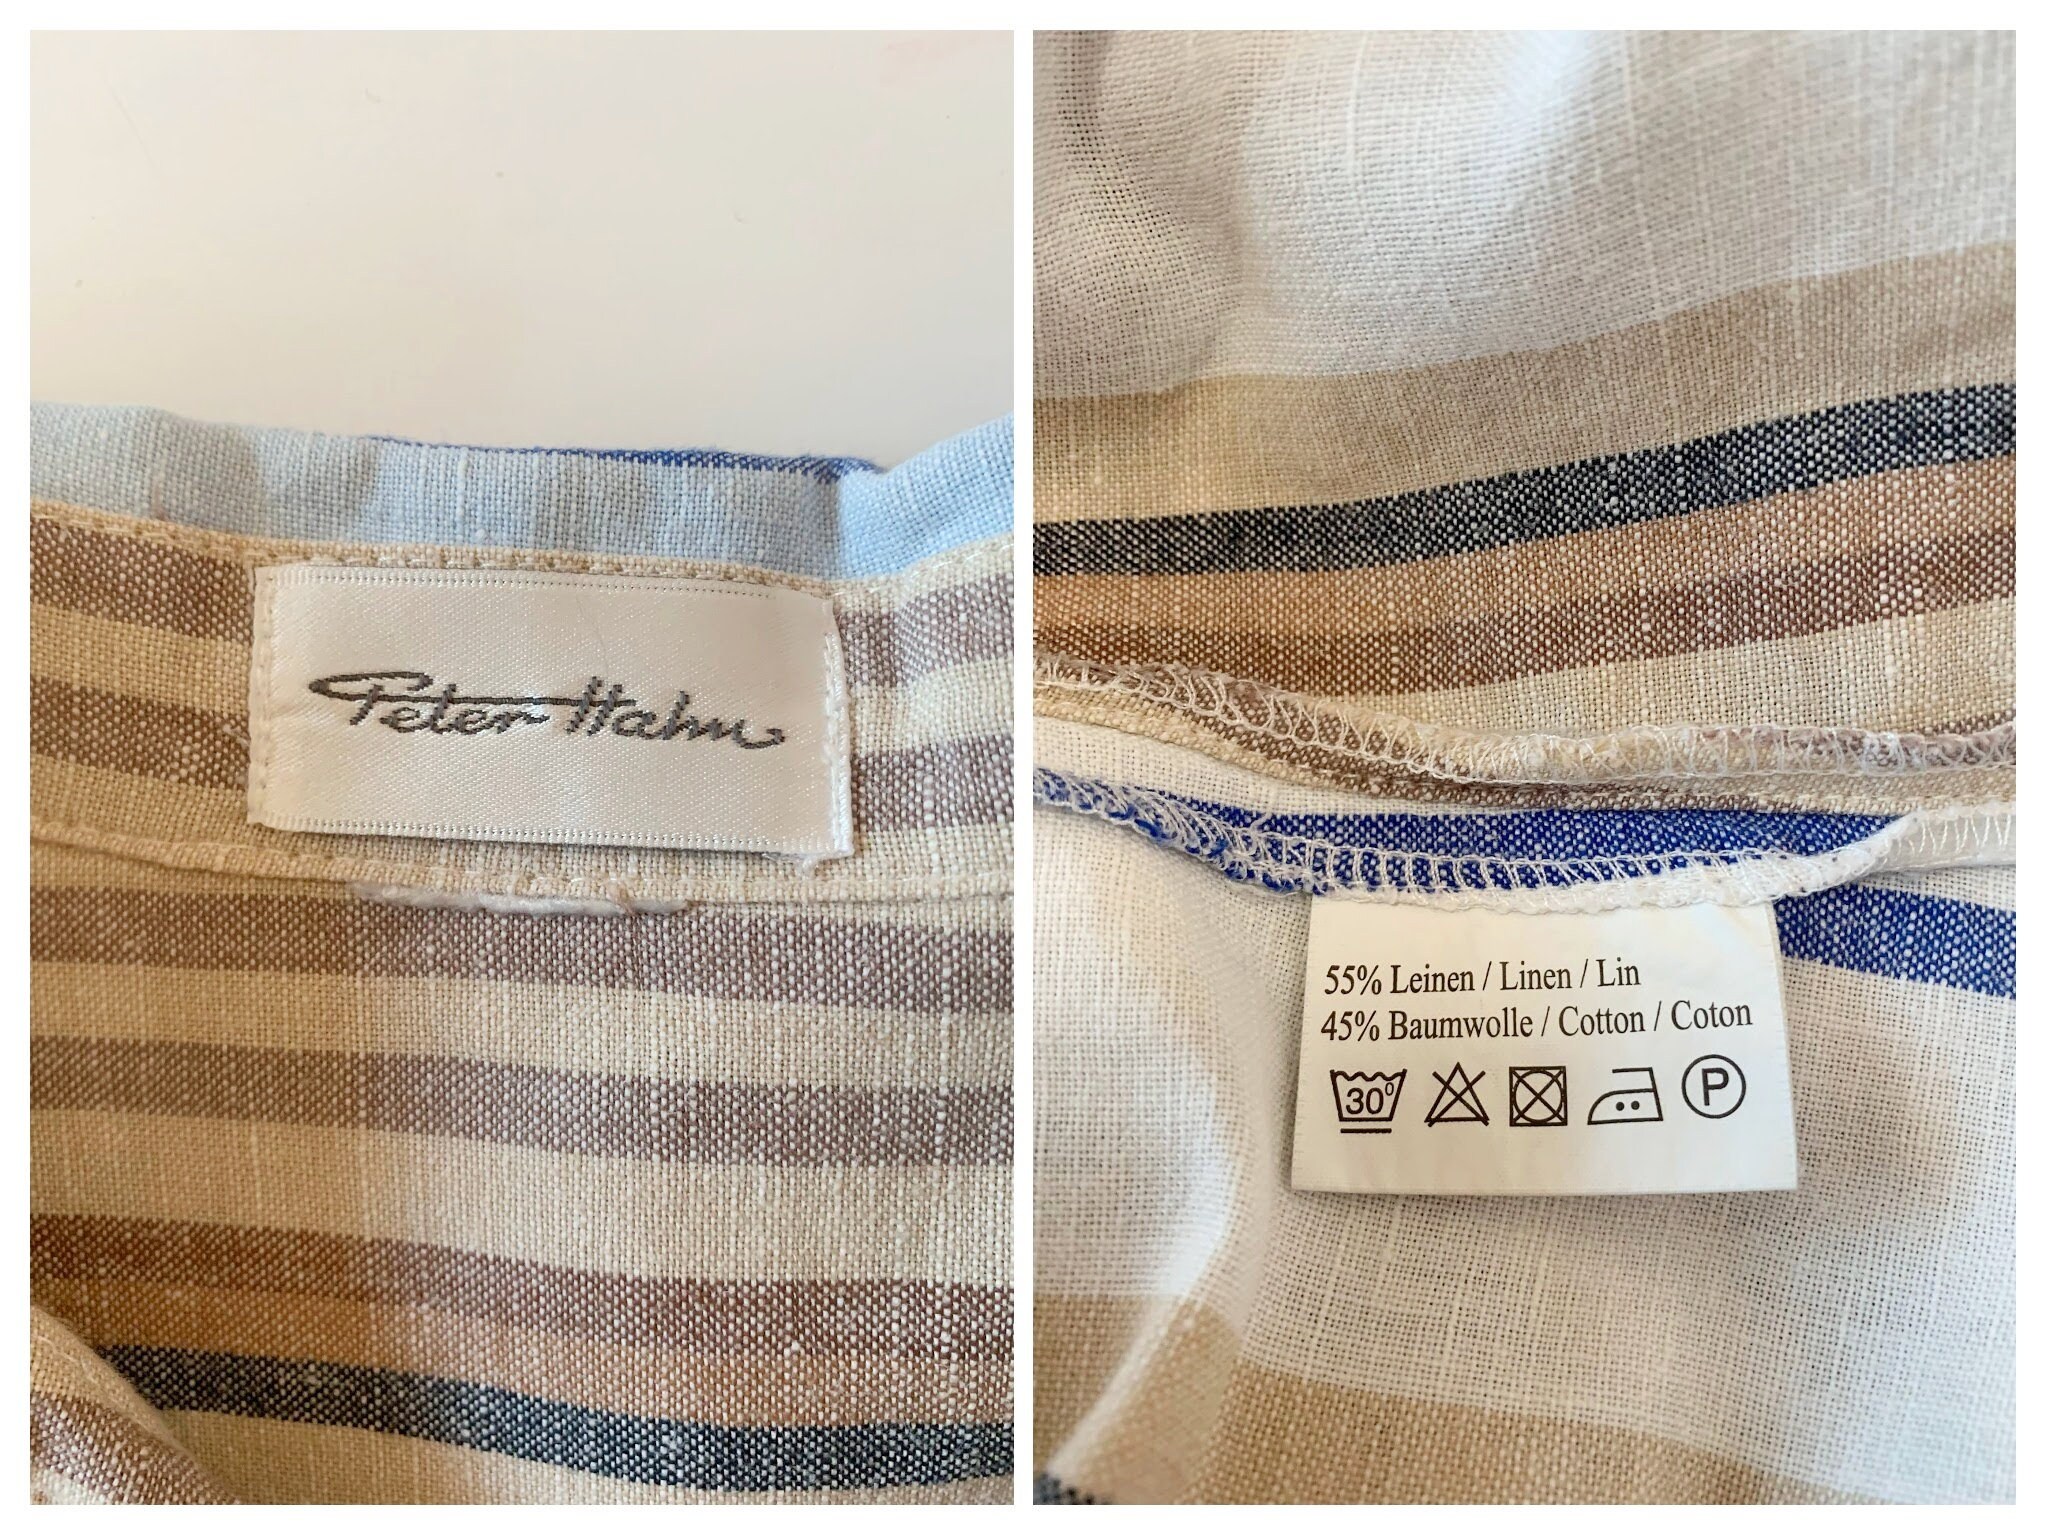 Peter Hahn
55% Leinen / Linen / Lin
45% Baumwolle / Cotton / Coton
30° P